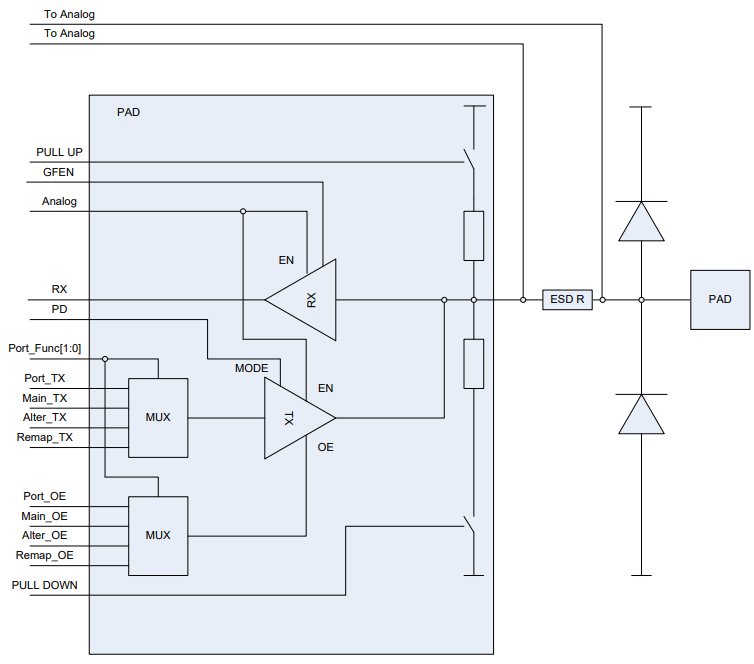 To Analog
To Analog
PAD
PULL UP
GFEN
Analog
EN
RX
RX
ESD R
PAD
PD
Port_Func[1:0]
MODE
Port_TX
EN
Main_TX
MUX
TX
Alter_TX
Remap_TX
OE
Port_OE
Main_OE
MUX
Alter_OE
Remap_OE
PULL DOWN